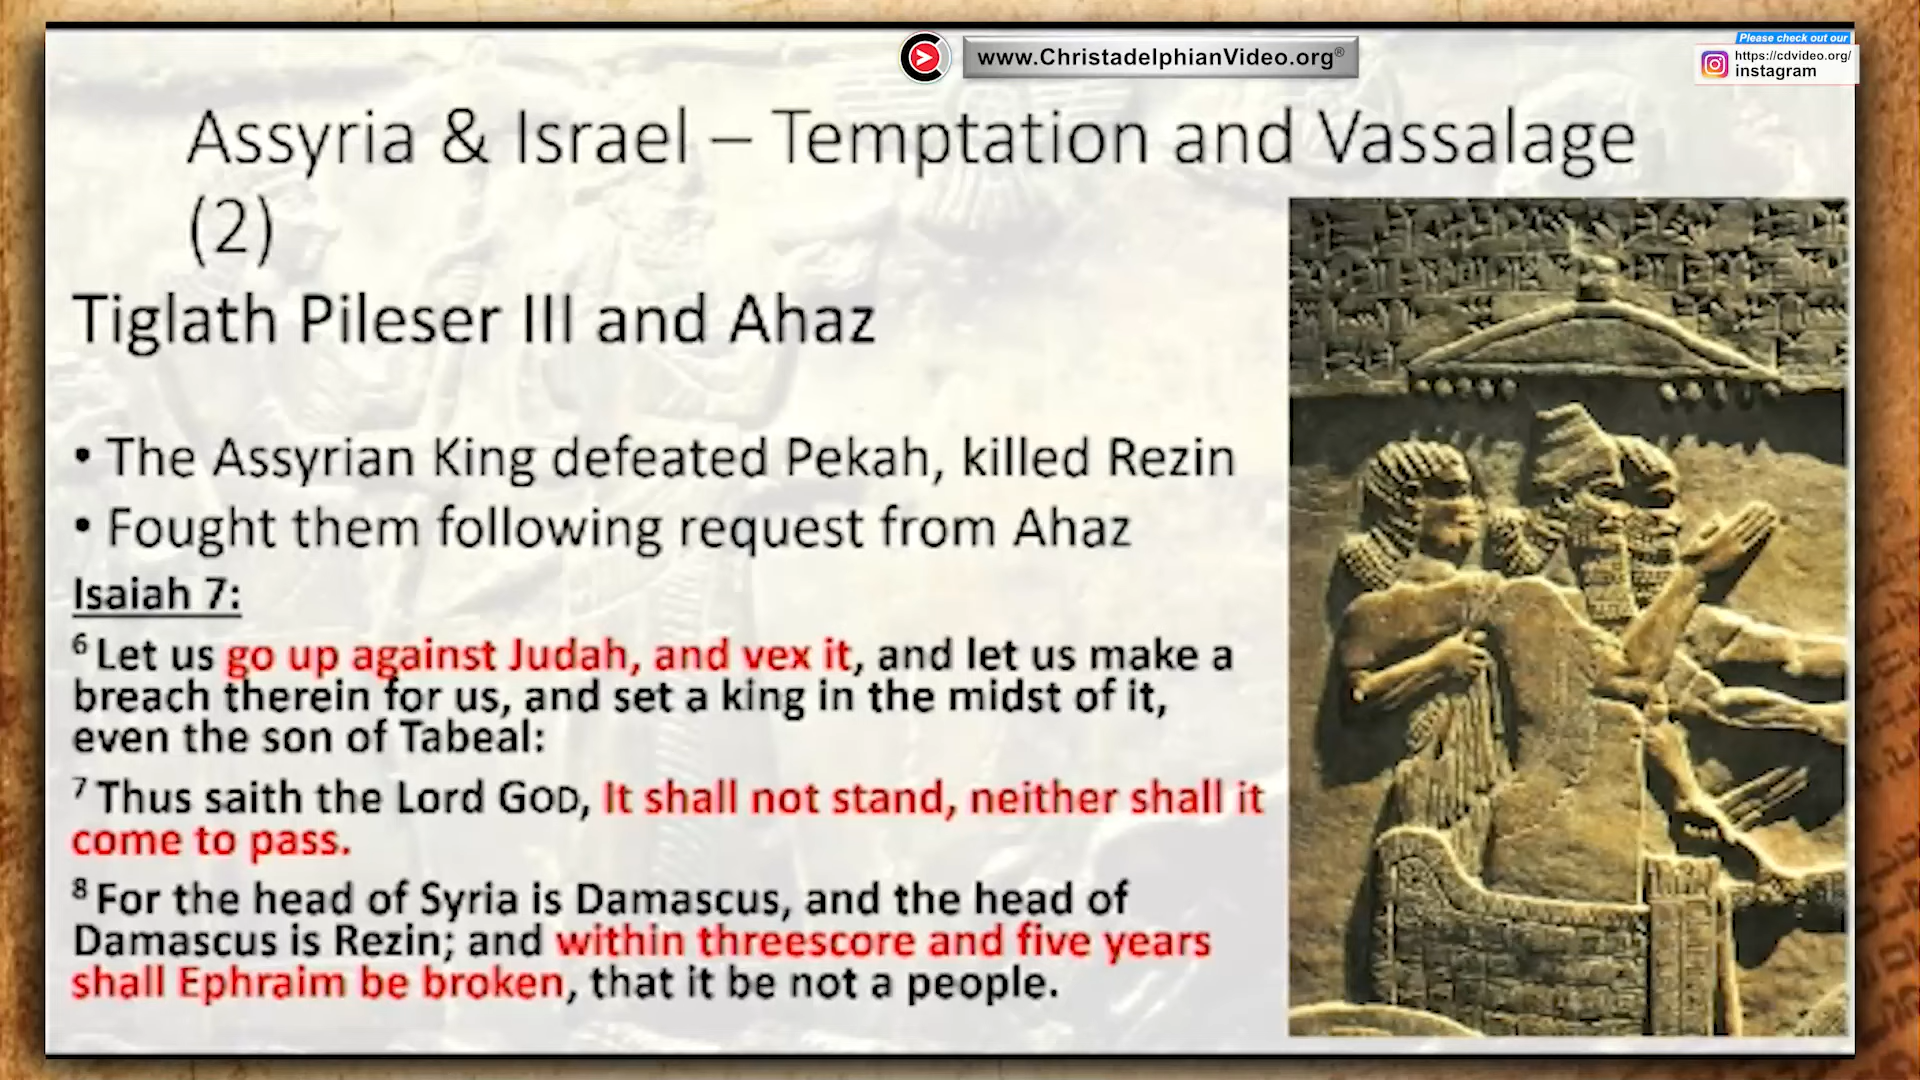 www.ChristadelphianVideo.org®
Please check out our
https://cdvideo.org/
instagram
Assyria & Israel – Temptation and Vassalage
(2)
Tiglath Pileser III and Ahaz
• The Assyrian King defeated Pekah, killed Rezin
• Fought them following request from Ahaz
Isaiah 7:
6 Let us go up against Judah, and vex it, and let us make a
breach therein for us, and set a king in the midst of it,
even the son of Tabeal:
7 Thus saith the Lord GOD, It shall not stand, neither shall it
come to pass.
8 For the head of Syria is Damascus, and the head of
Damascus is Rezin; and within threescore and five years
shall Ephraim be broken, that it be not a people.